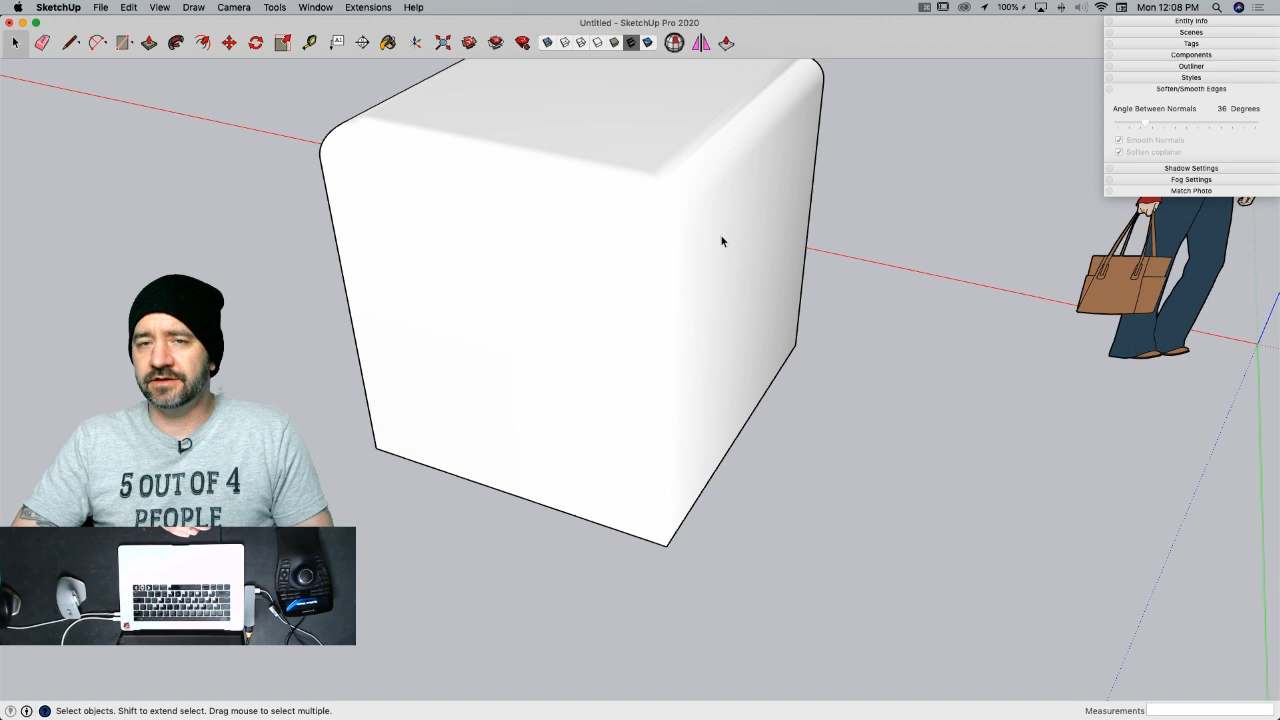 SketchUp File Edit View Draw Camera Tools Window Extensions Help
100% Mon 12:08 PM
Untitled - SketchUp Pro 2020
Entity Info
Scenes
Tags
Components
Outliner
Styles
Soften/Smooth Edges
Angle Between Normals 36 Degrees
Smooth Normals
Soften coplanar
Shadow Settings
Fog Settings
Match Photo
5 OUT OF 4
PEOPLE
Select objects. Shift to extend select. Drag mouse to select multiple.
Measurements